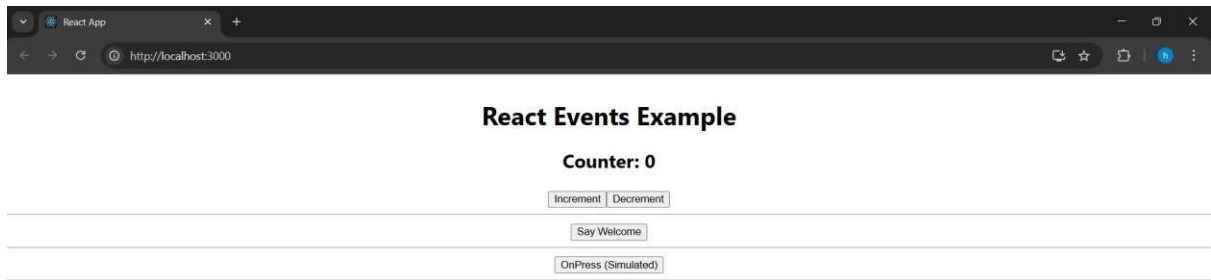 React App
http://localhost:3000
h
React Events Example
Counter: 0
Increment Decrement
Say Welcome
OnPress (Simulated)